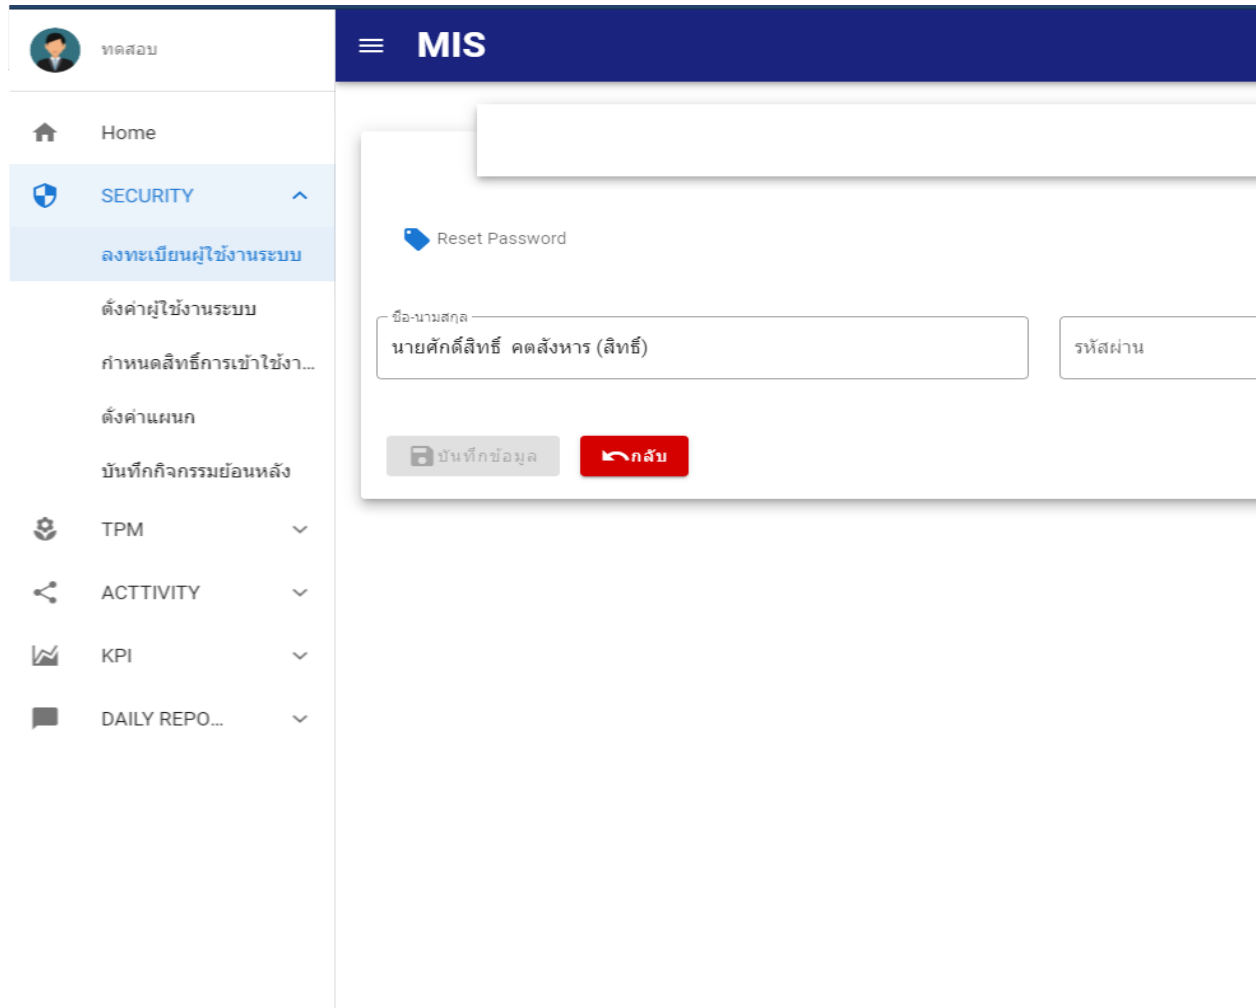 ทดสอบ
MIS
Home
SECURITY
ลงทะเบียนผู้ใช้งานระบบ
ตั้งค่าผู้ใช้งานระบบ
กำหนดสิทธิ์การเข้าใช้งา...
ตั้งค่าแผนก
บันทึกกิจกรรมย้อนหลัง
TPM
ACTTIVITY
KPI
DAILY REPO...
Reset Password
ชื่อ-นามสกุล
นายศักดิ์สิทธิ์ คตสังหาร (สิทธิ์)
รหัสผ่าน
บันทึกข้อมูล
กลับ